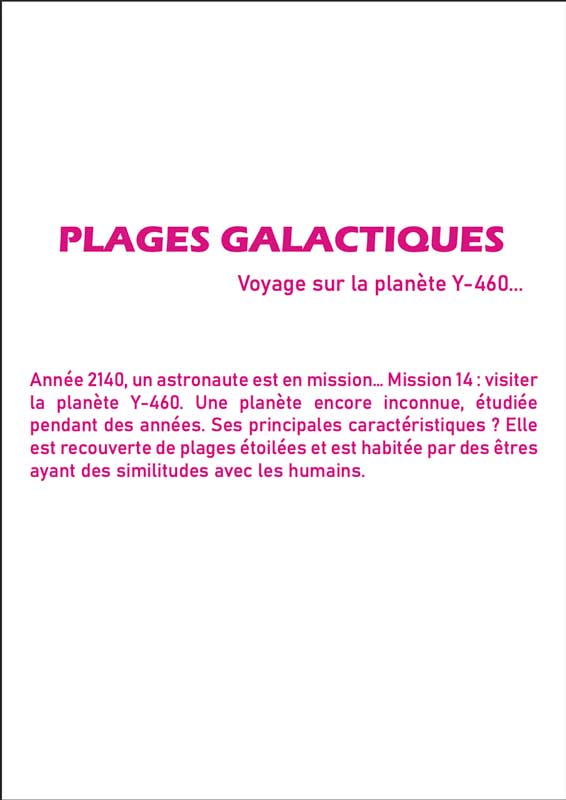 PLAGES GALACTIQUES
Voyage sur la planète Y-460...
Année 2140, un astronaute est en mission... Mission 14 : visiter
la planète Y-460. Une planète encore inconnue, étudiée
pendant des années. Ses principales caractéristiques ? Elle
est recouverte de plages étoilées et est habitée par des êtres
ayant des similitudes avec les humains.